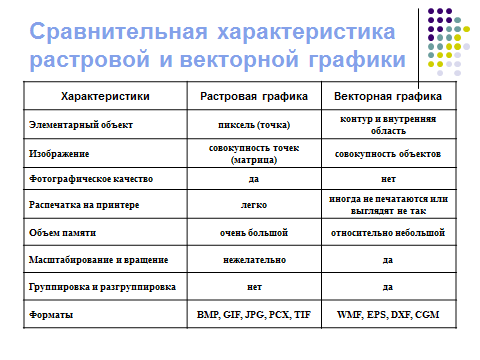 Сравнительная характеристика
растровой и векторной графики
Характеристики Растровая графика Векторная графика
Элементарный объект пиксель (точка) контур и внутренняя
область
Изображение совокупность точек
(матрица) совокупность объектов
Фотографическое качество да нет
Распечатка на принтере легко иногда не печатаются или
выглядят не так
Объем памяти очень большой относительно небольшой
Масштабирование и вращение нежелательно да
Группировка и разгруппировка нет да
Форматы BMP, GIF, JPG, PCX, TIF WMF, EPS, DXF, CGM